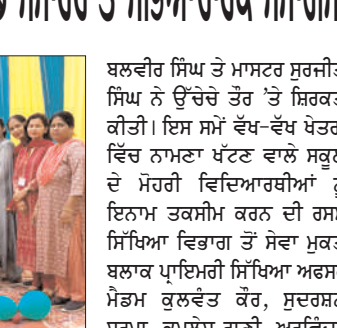 ਬਲਵੀਰ ਸਿੰਘ ਤੇ ਮਾਸਟਰ ਸੁਰਜੀਤ
ਸਿੰਘ ਨੇ ਉੱਚੇਚੇ ਤੌਰ 'ਤੇ ਸ਼ਿਰਕਤ
ਕੀਤੀ। ਇਸ ਸਮੇਂ ਵੱਖ-ਵੱਖ ਖੇਤਰ
ਵਿੱਚ ਨਾਮਣਾ ਖੱਟਣ ਵਾਲੇ ਸਕੂਲ
ਦੇ ਮੋਹਰੀ ਵਿਦਿਆਰਥੀਆਂ ਨੂੰ
ਇਨਾਮ ਤਕਸੀਮ ਕਰਨ ਦੀ ਰਸਮ
ਸਿੱਖਿਆ ਵਿਭਾਗ ਤੋਂ ਸੇਵਾ ਮੁਕਤ
ਬਲਾਕ ਪ੍ਰਾਇਮਰੀ ਸਿੱਖਿਆ ਅਫਸਰ
ਮੈਡਮ ਕੁਲਵੰਤ ਕੌਰ, ਸੁਦਰਸ਼ਨ